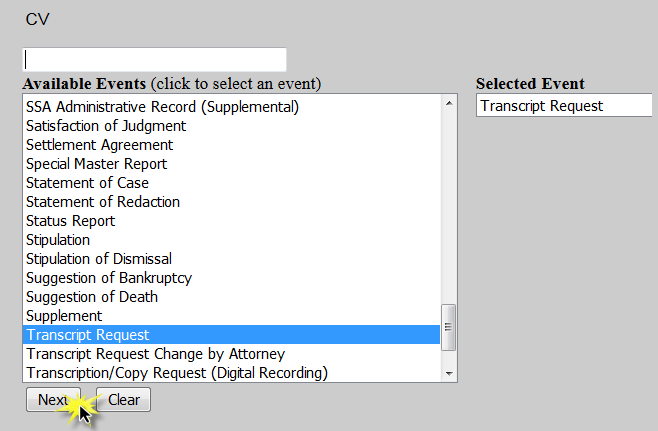 CV
Available Events (click to select an event)
Selected Event
SSA Administrative Record (Supplemental)
Satisfaction of Judgment
Settlement Agreement
Special Master Report
Statement of Case
Statement of Redaction
Status Report
Stipulation
Stipulation of Dismissal
Suggestion of Bankruptcy
Suggestion of Death
Supplement
Transcript Request
Transcript Request Change by Attorney
Transcription/Copy Request (Digital Recording)
Transcript Request
Next
Clear